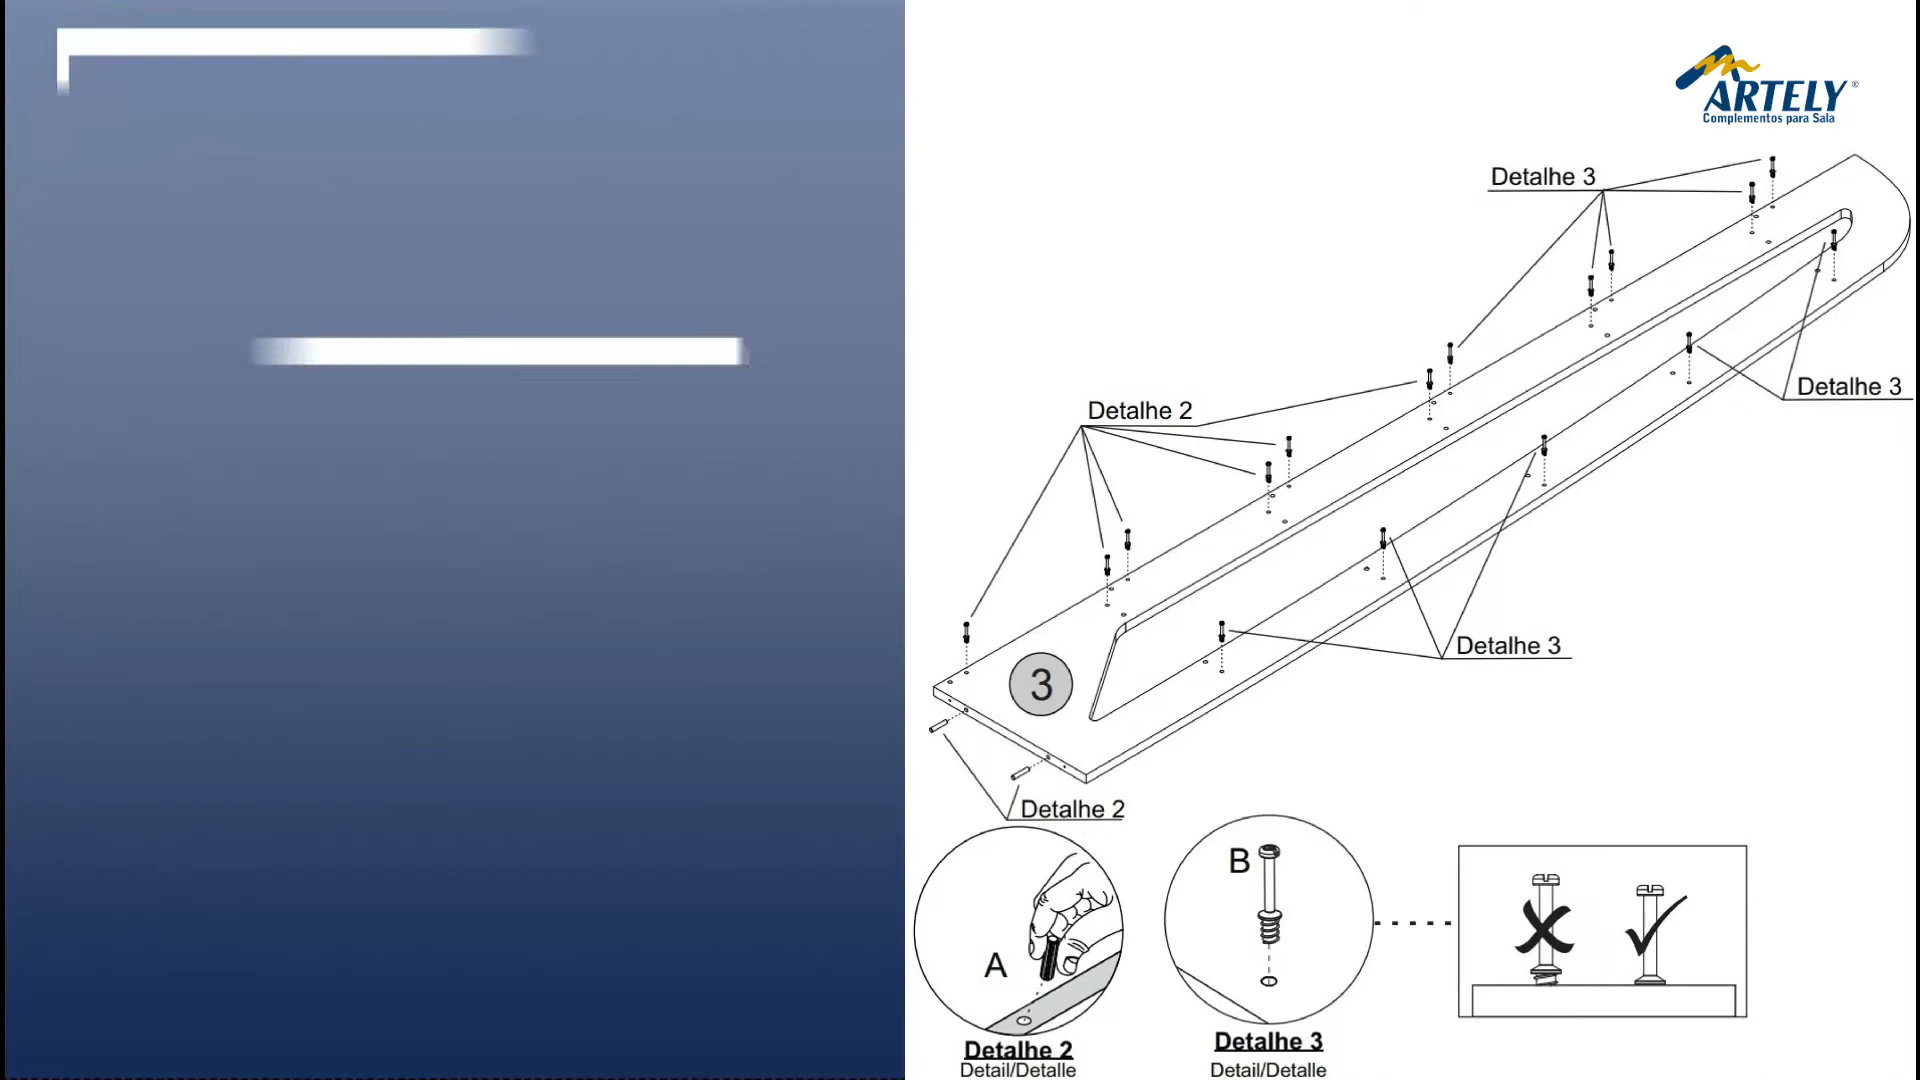 ARTELY®
Complementos para Sala
Detalhe 3
Detalhe 3
Detalhe 2
Detalhe 3
3
Detalhe 2
A
B
Detalhe 2
Detail/Detalle
Detalhe 3
Detail/Detalle